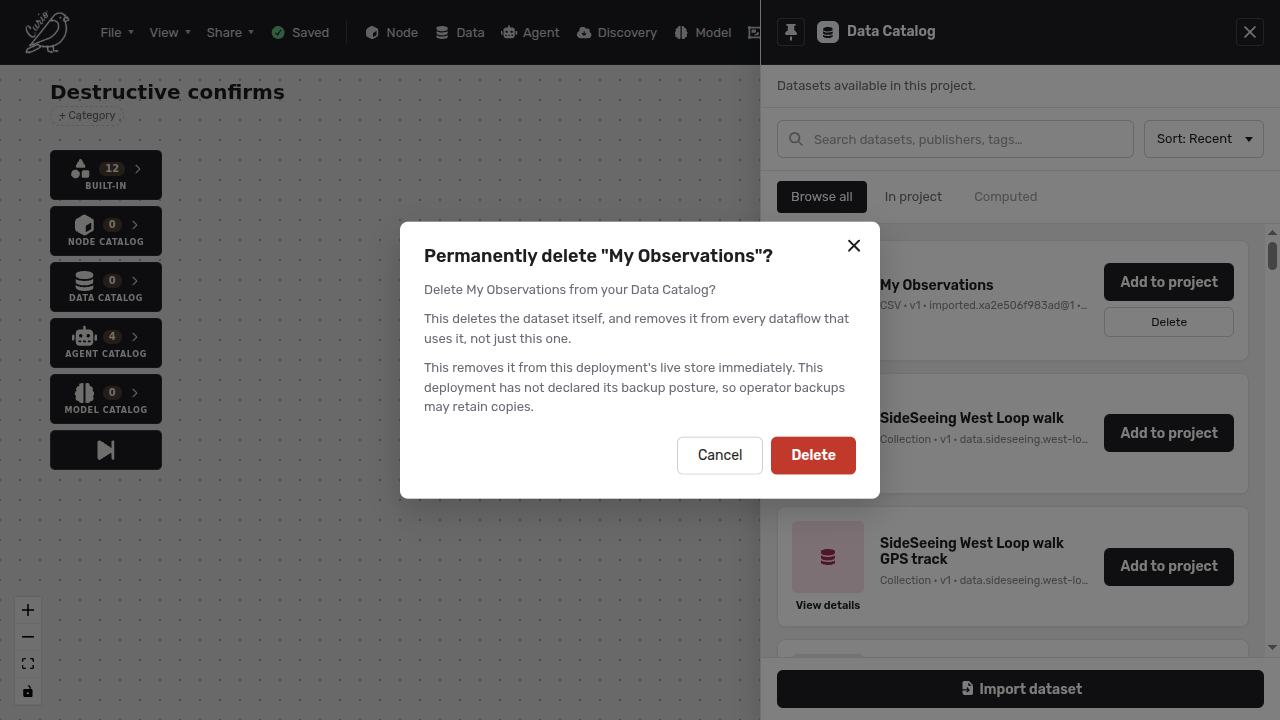 Curio
File
View
Share
Saved
Node
Data
Agent
Discovery
Model
Data Catalog
Destructive confirms
+ Category
12
BUILT-IN
0
NODE CATALOG
0
DATA CATALOG
4
AGENT CATALOG
0
MODEL CATALOG
Datasets available in this project.
Search datasets, publishers, tags...
Sort: Recent
Browse all
In project
Computed
My Observations
CSV • v1 • imported.xa2e506f983ad@1 •...
Add to project
Delete
SideSeeing West Loop walk
Collection • v1 • data.sideseeing.west-lo...
Add to project
SideSeeing West Loop walk
GPS track
Collection • v1 • data.sideseeing.west-lo...
Add to project
View details
Import dataset
Permanently delete "My Observations"?
Delete My Observations from your Data Catalog?
This deletes the dataset itself, and removes it from every dataflow that
uses it, not just this one.
This removes it from this deployment's live store immediately. This
deployment has not declared its backup posture, so operator backups
may retain copies.
Cancel
Delete